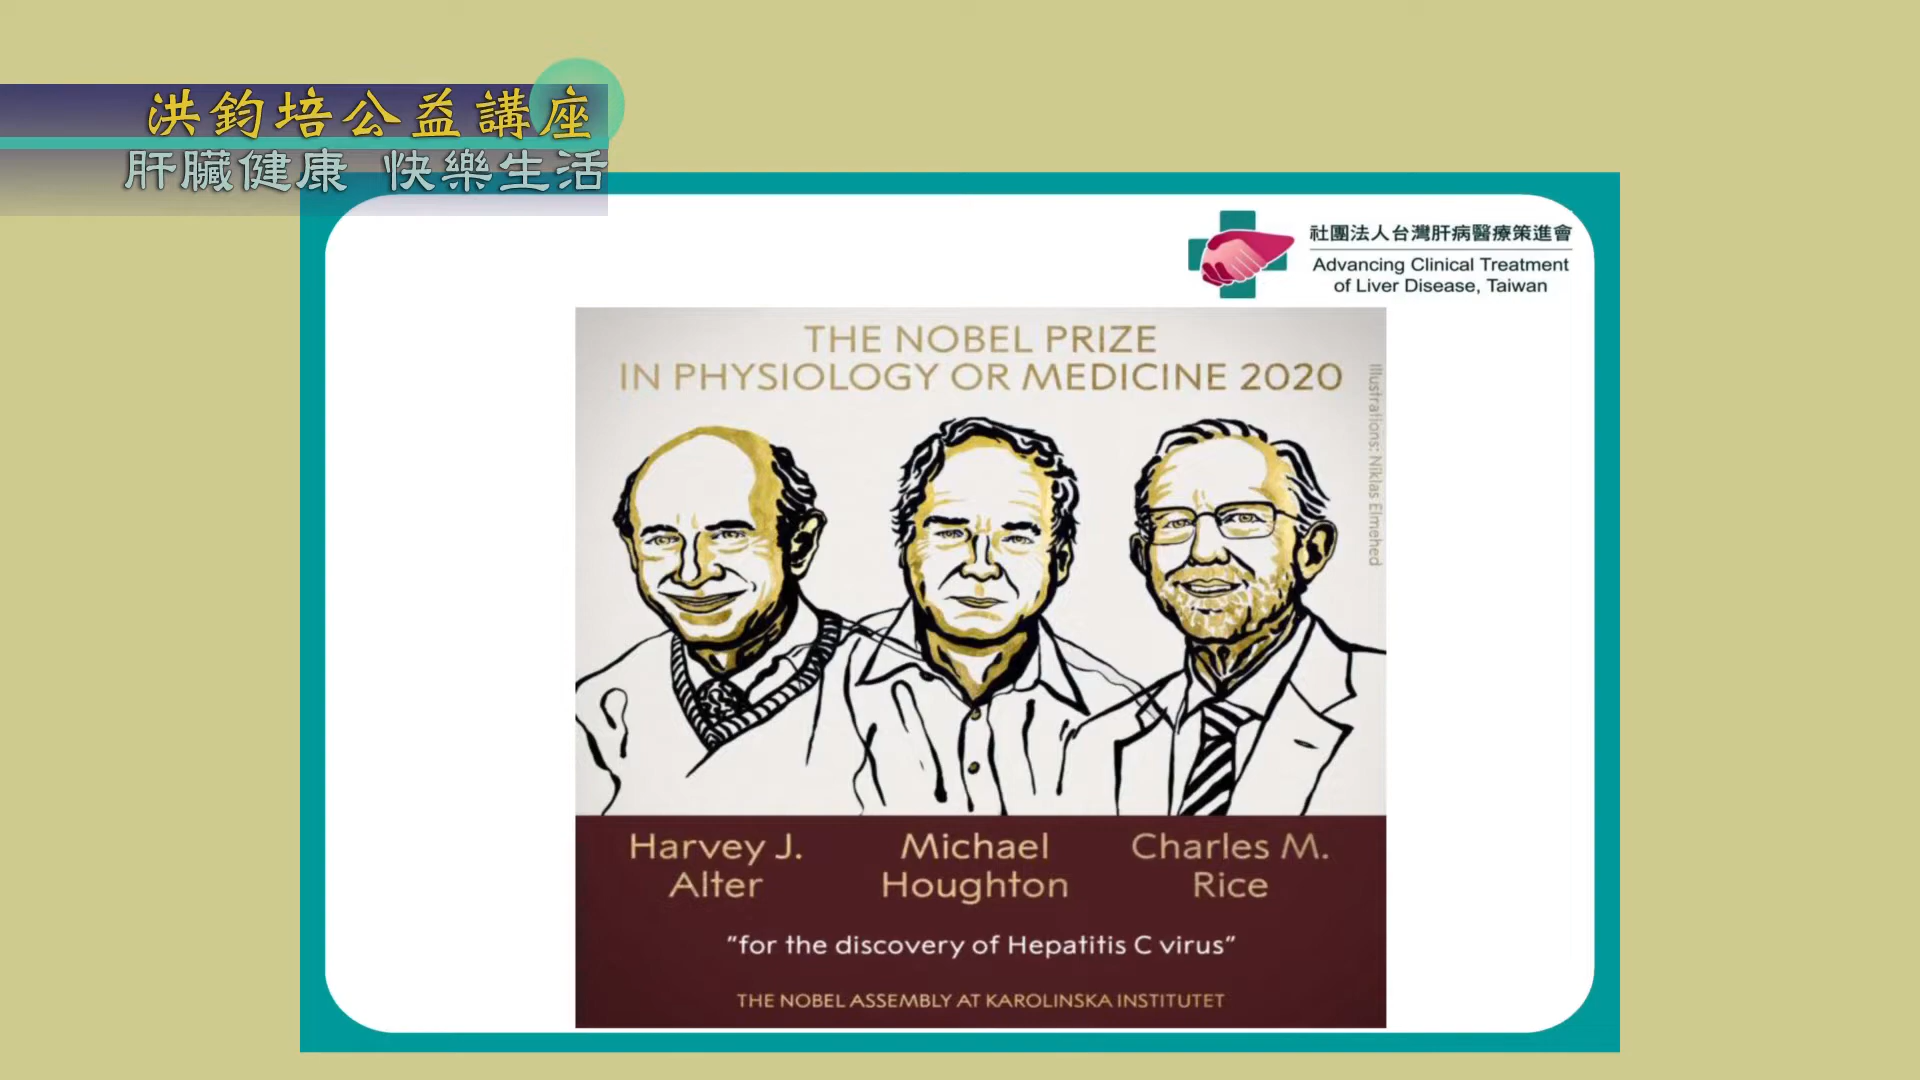 洪鈞培公益講座
肝臟健康 快樂生活
社團法人台灣肝病醫療策進會
Advancing Clinical Treatment
of Liver Disease, Taiwan
THE NOBEL PRIZE
IN PHYSIOLOGY OR MEDICINE 2020
Illustrations: Niklas Elmehed
Harvey J.
Alter
Michael
Houghton
Charles M.
Rice
"for the discovery of Hepatitis C virus"
THE NOBEL ASSEMBLY AT KAROLINSKA INSTITUTET